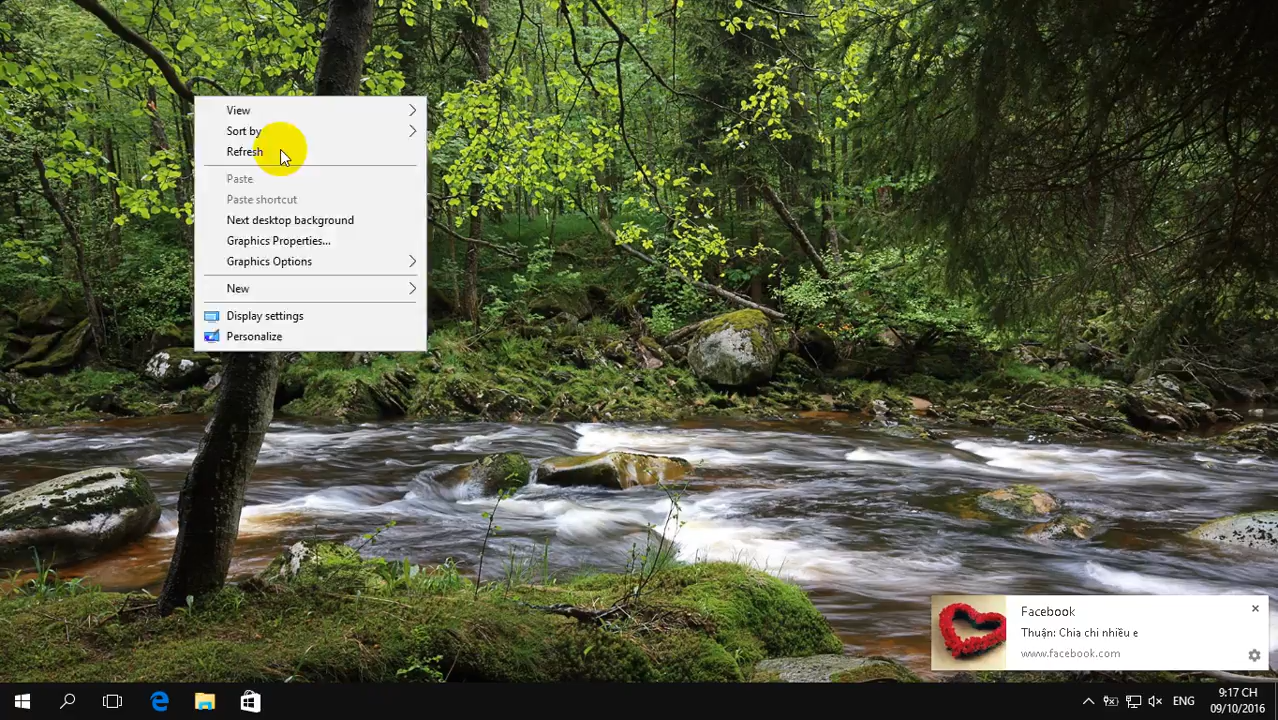 View
Sort by
Refresh
Paste
Paste shortcut
Next desktop background
Graphics Properties...
Graphics Options
New
Display settings
Personalize
Facebook
Thuận: Chia chi nhiều e
www.facebook.com
ENG
9:17 CH
09/10/2016